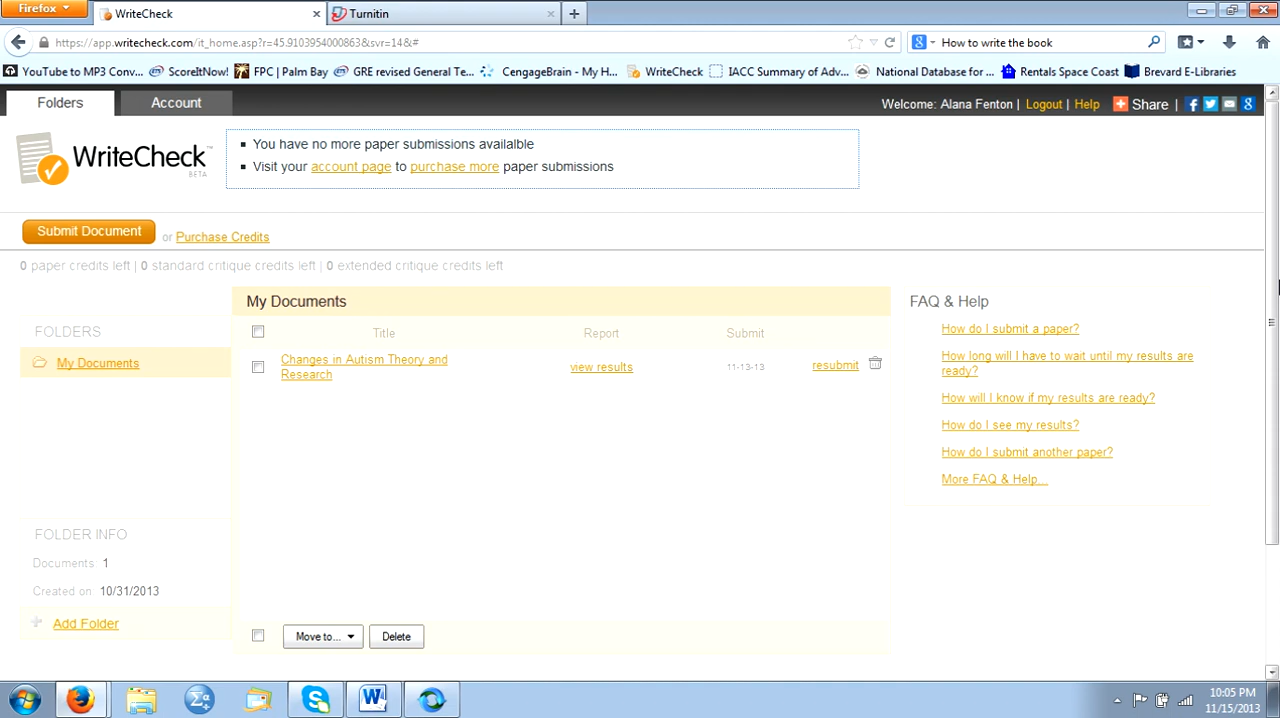 Firefox
WriteCheck
Turnitin
https://app.writecheck.com/it_home.asp?r=45.9103954000863&svr=14&#
How to write the book
YouTube to MP3 Conv...
ScoreItNow!
FPC | Palm Bay
GRE revised General Te...
CengageBrain - My H...
WriteCheck
IACC Summary of Adv...
National Database for ...
Rentals Space Coast
Brevard E-Libraries
Folders
Account
Welcome: Alana Fenton | Logout | Help
Share |
WriteCheck™
BETA
You have no more paper submissions availalble
Visit your account page to purchase more paper submissions
Submit Document or Purchase Credits
0 paper credits left | 0 standard critique credits left | 0 extended critique credits left
FOLDERS
My Documents
My Documents
Title Report Submit
Changes in Autism Theory and
Research
view results
11-13-13
resubmit
FAQ & Help
How do I submit a paper?
How long will I have to wait until my results are
ready?
How will I know if my results are ready?
How do I see my results?
How do I submit another paper?
More FAQ & Help...
FOLDER INFO
Documents: 1
Created on: 10/31/2013
Add Folder
Move to...
Delete
10:05 PM
11/15/2013